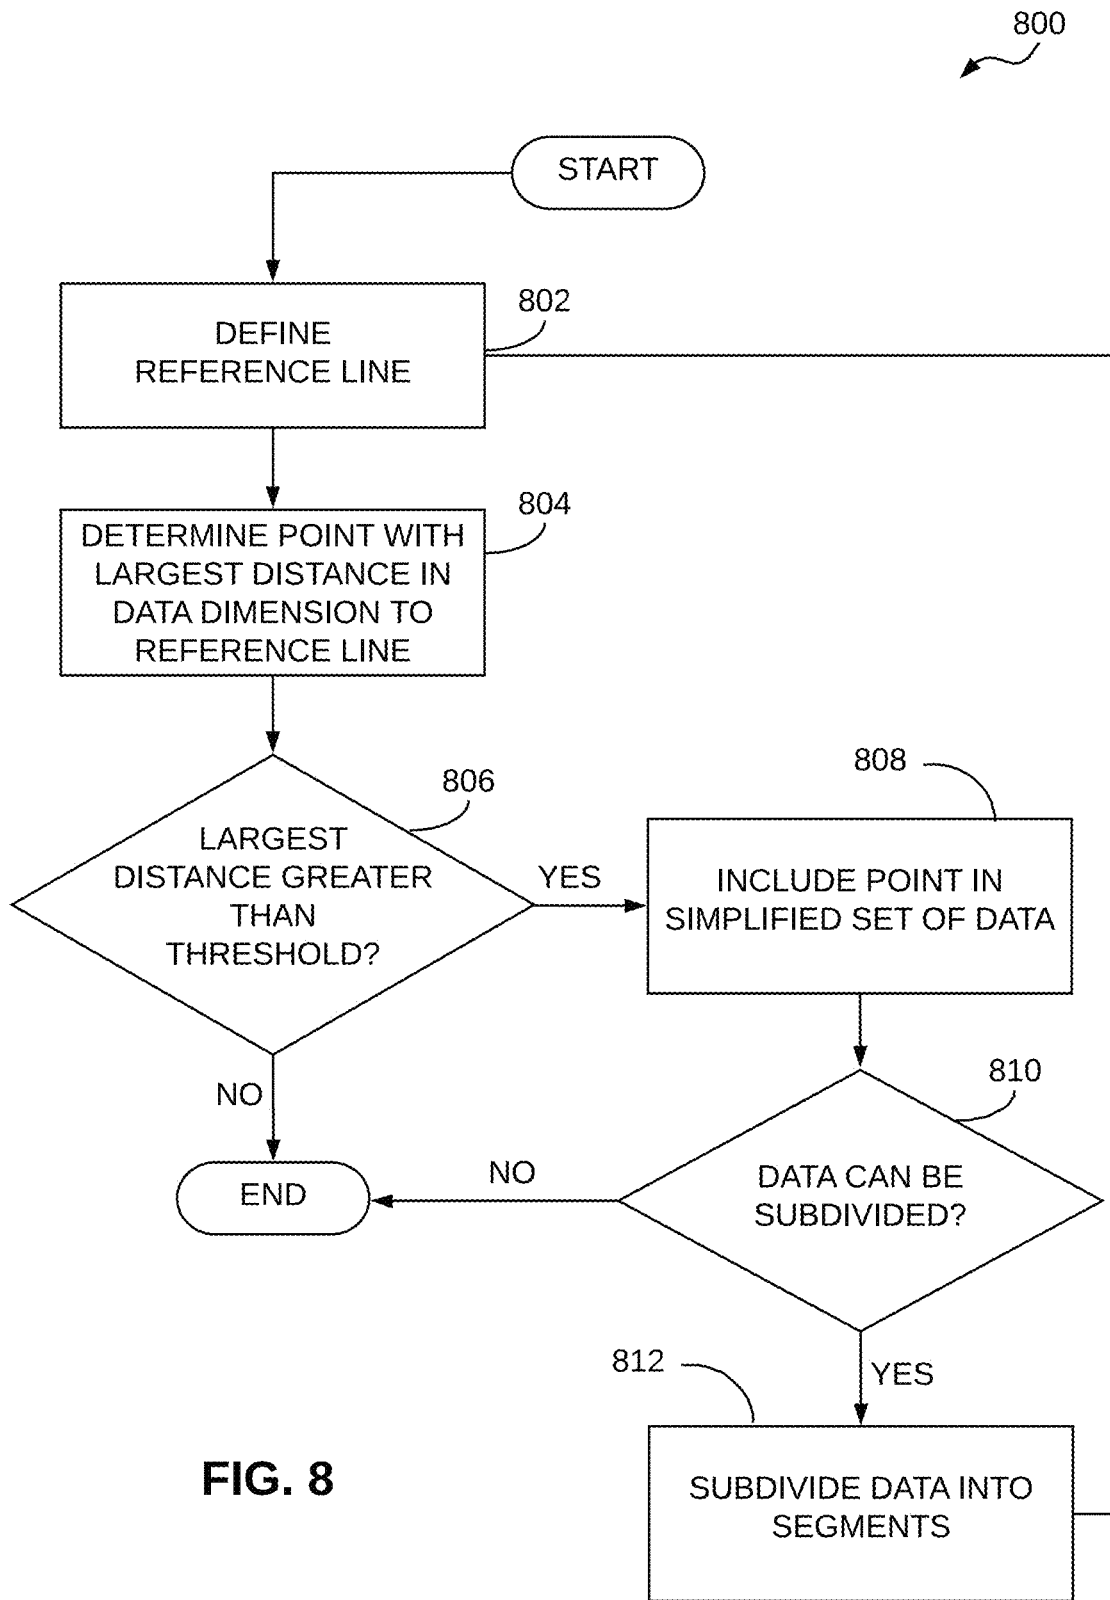 800
START
802
DEFINE
REFERENCE LINE
804
DETERMINE POINT WITH
LARGEST DISTANCE IN
DATA DIMENSION TO
REFERENCE LINE
806
LARGEST
DISTANCE GREATER
THAN
THRESHOLD?
YES
808
INCLUDE POINT IN
SIMPLIFIED SET OF DATA
NO
810
DATA CAN BE
SUBDIVIDED?
NO
END
YES
812
SUBDIVIDE DATA INTO
SEGMENTS
FIG. 8